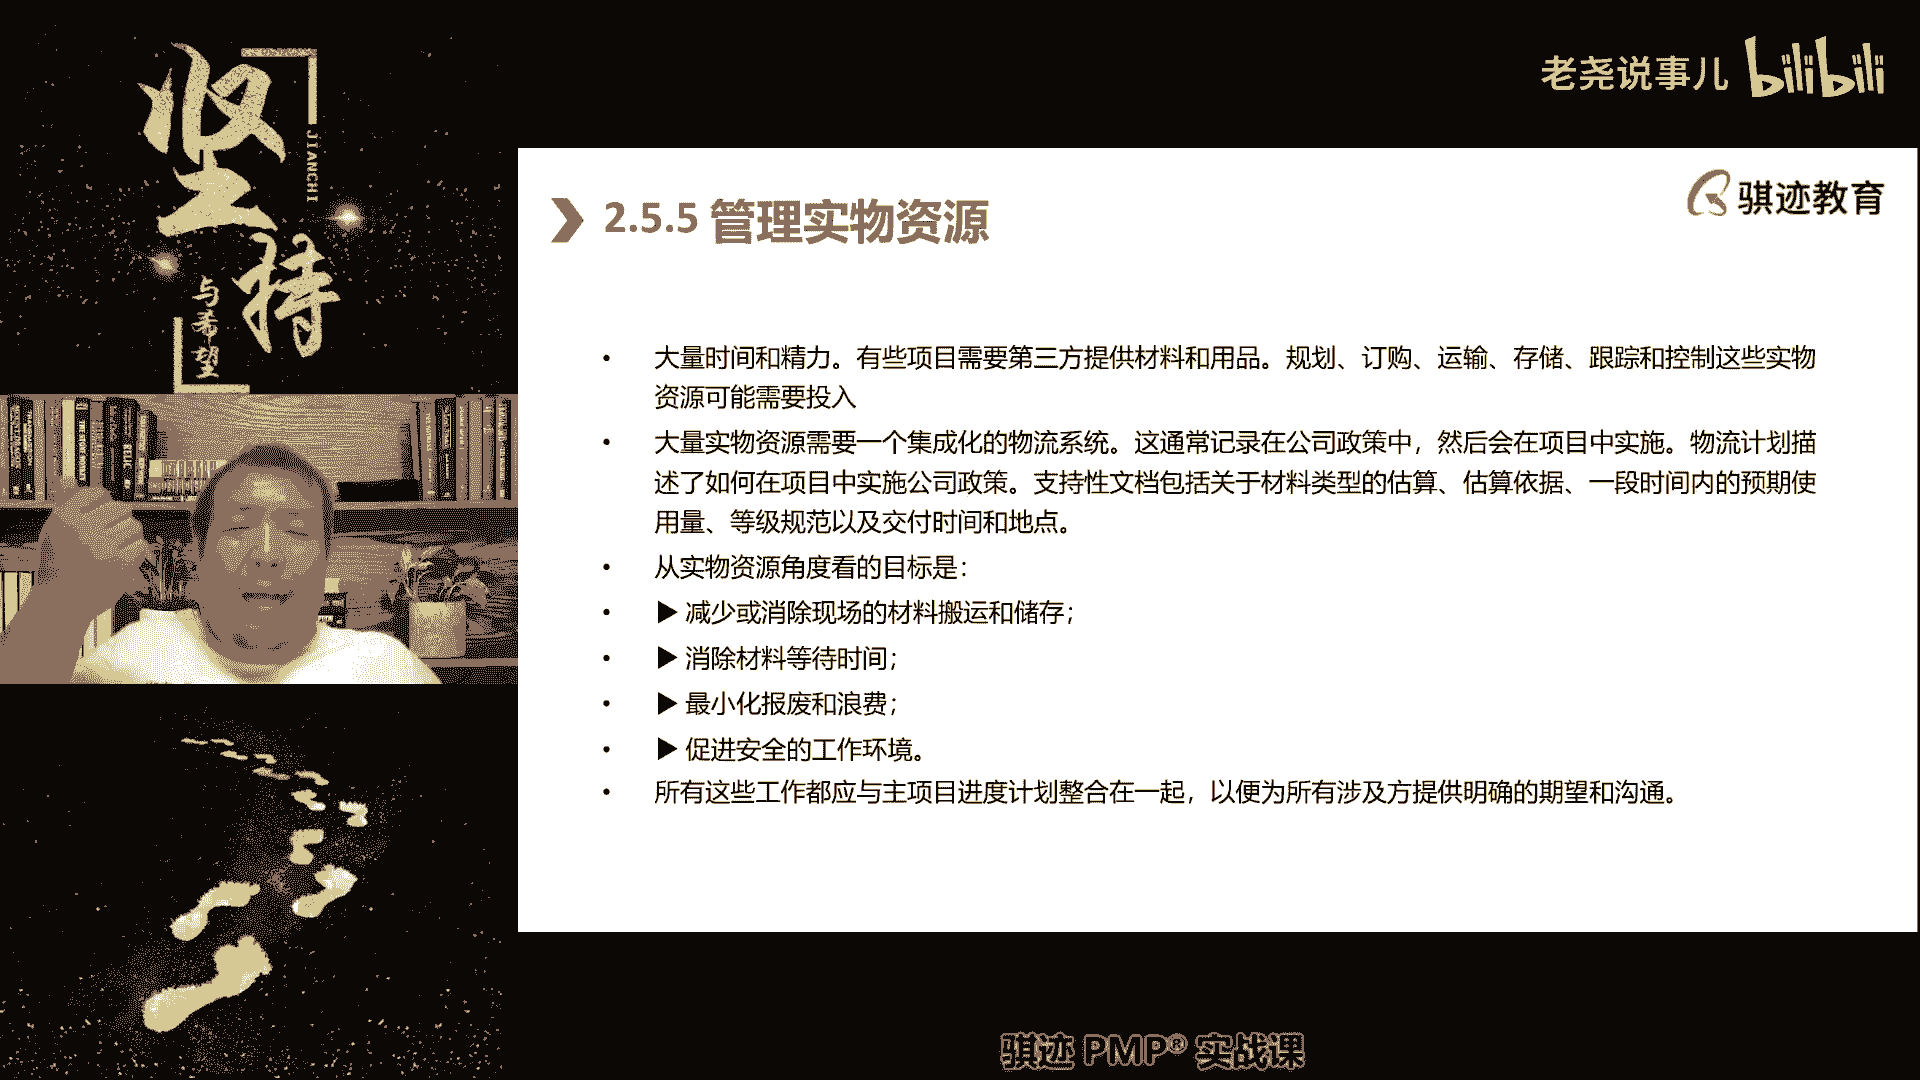 坚持
JIANCHI
与希望
老尧说事儿 bilibili
骐迹教育
2.5.5 管理实物资源
• 大量时间和精力。有些项目需要第三方提供材料和用品。规划、订购、运输、存储、跟踪和控制这些实物
资源可能需要投入
• 大量实物资源需要一个集成化的物流系统。这通常记录在公司政策中，然后会在项目中实施。物流计划描
述了如何在项目中实施公司政策。支持性文档包括关于材料类型的估算、估算依据、一段时间内的预期使
用量、等级规范以及交付时间和地点。
• 从实物资源角度看的目标是：
• ▶ 减少或消除现场的材料搬运和储存；
• ▶ 消除材料等待时间；
• ▶ 最小化报废和浪费；
• ▶ 促进安全的工作环境。
• 所有这些工作都应与主项目进度计划整合在一起，以便为所有涉及方提供明确的期望和沟通。
骐迹 PMP® 实战课